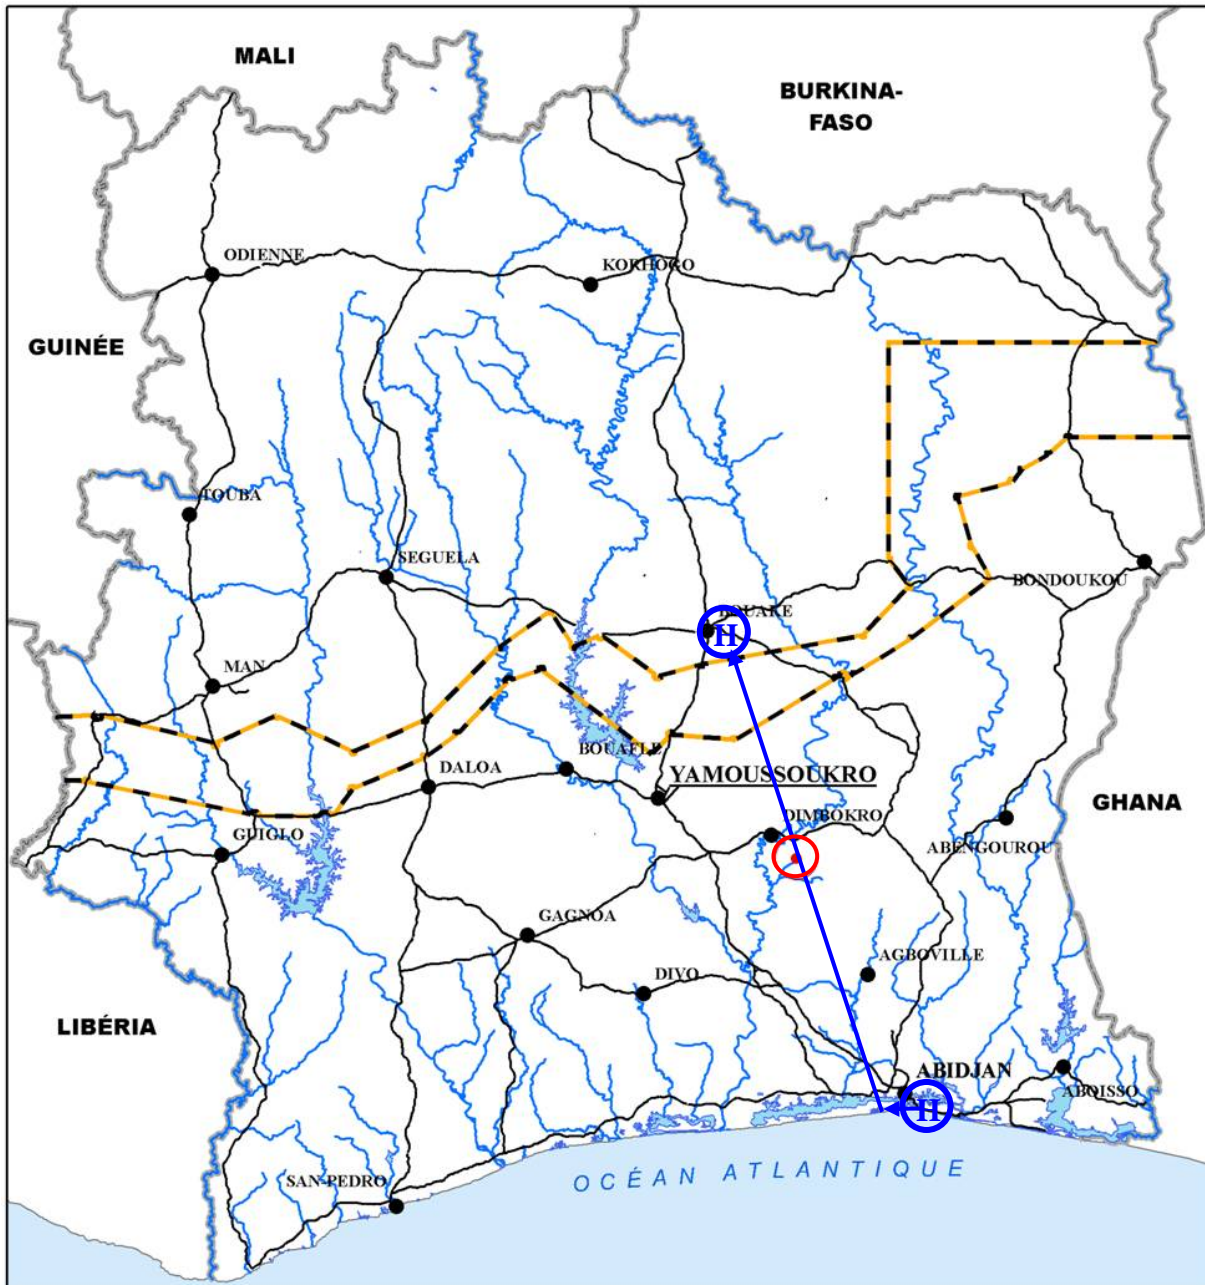 MALI
BURKINA-
FASO
ODIENNE
KORHOGO
GUINÉE
TOUBA
SEGUELA
BONDOUKOU
BOUAKE
H
MAN
BOUAFLE
DALOA
YAMOUSSOUKRO
GHANA
DIMBOKRO
GUIGLO
ABENGOUROU
GAGNOA
AGBOVILLE
DIVO
LIBÉRIA
ABIDJAN
ABOISSO
H
OCÉAN ATLANTIQUE
SAN-PEDRO